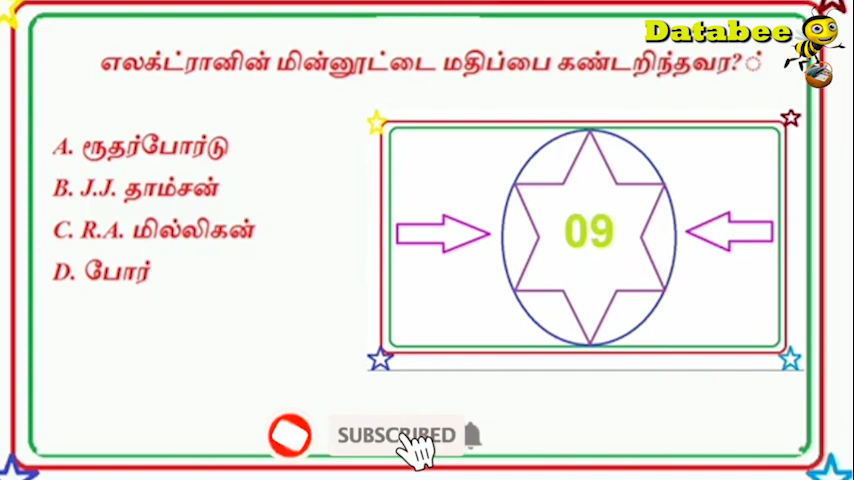 Databee
எலக்ட்ரானின் மின்னூட்டை மதிப்பை கண்டறிந்தவர?்
A. ரூதர்போர்டு
B. J.J. தாம்சன்
C. R.A. மில்லிகன்
D. போர்
09
SUBSCRIBED